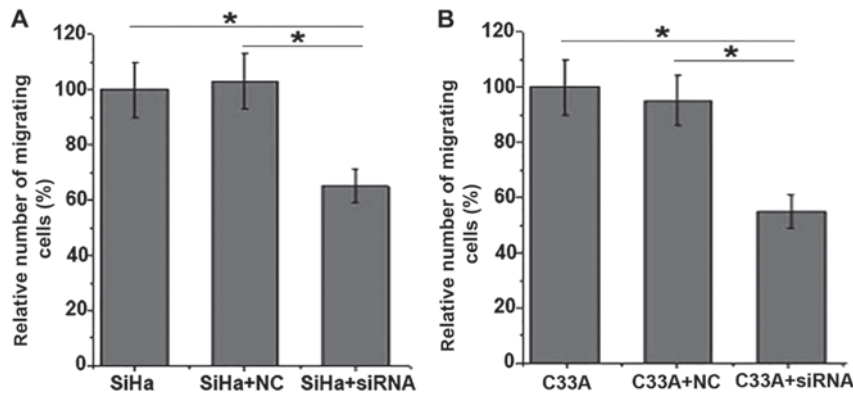 A
Relative number of migrating
cells (%)
120
100
80
60
40
20
0
*
*
SiHa
SiHa+NC
SiHa+siRNA
B
Relative number of migrating
cells (%)
120
100
80
60
40
20
0
*
*
C33A
C33A+NC
C33A+siRNA